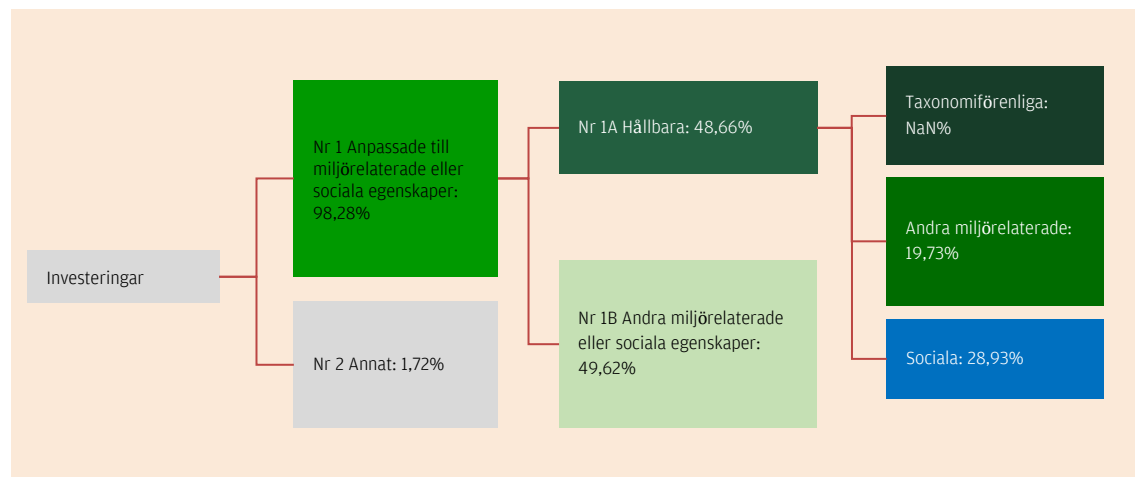 Investeringar
Nr 1 Anpassade till
miljörelaterade eller
sociala egenskaper:
98,28%
Nr 2 Annat: 1,72%
Nr 1A Hållbara: 48,66%
Nr 1B Andra miljörelaterade
eller sociala egenskaper:
49,62%
Taxonomiförenliga:
NaN%
Andra miljörelaterade:
19,73%
Sociala: 28,93%